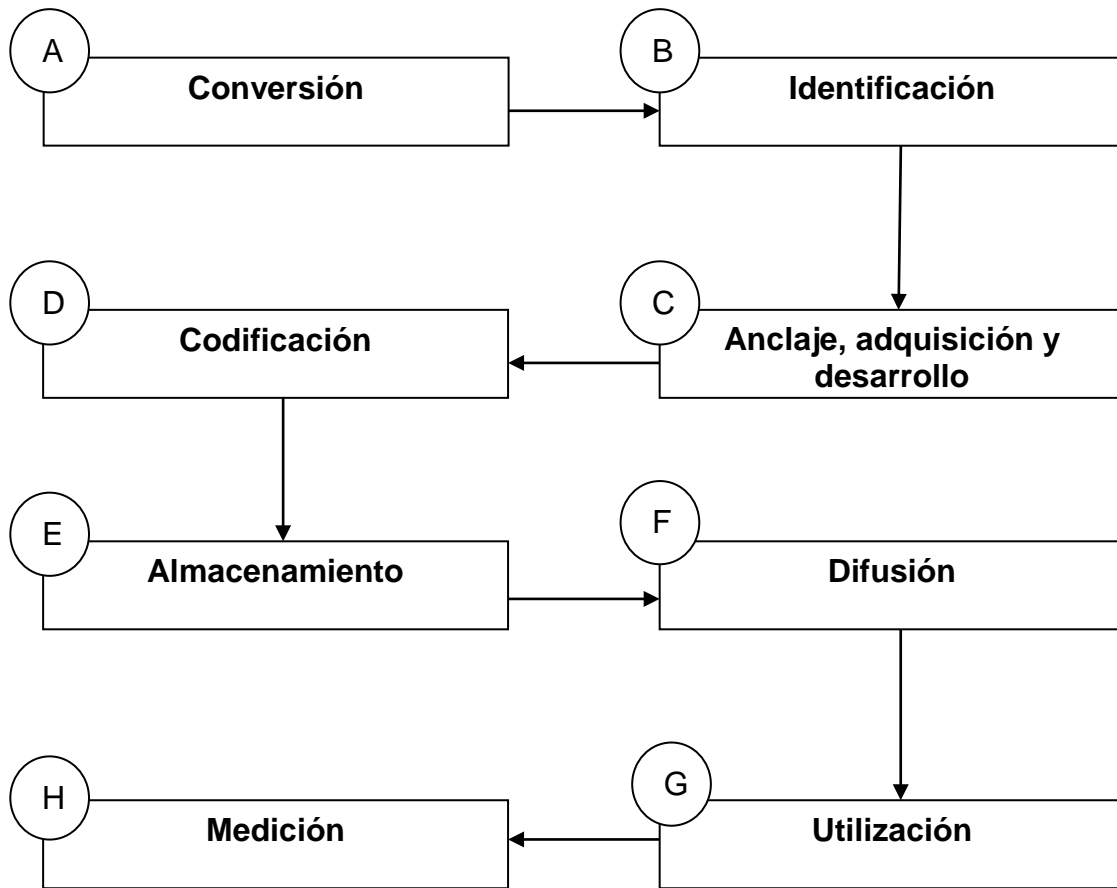 A
Conversión
B
Identificación
D
Codificación
C
Anclaje, adquisición y
desarrollo
E
Almacenamiento
F
Difusión
H
Medición
G
Utilización